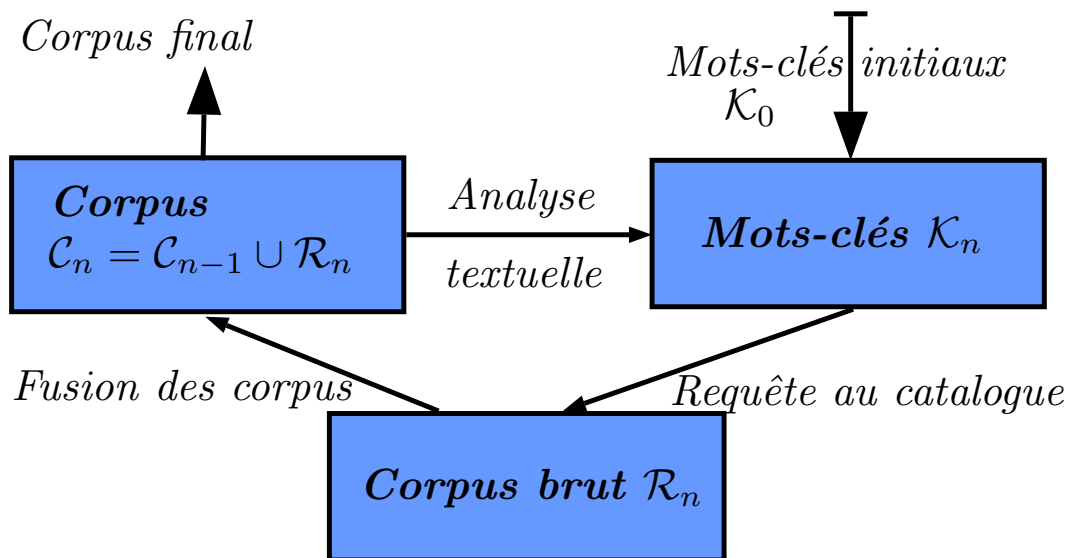 Corpus final
Mots-clés initiaux
𝒦₀
Corpus
𝒞ₙ = 𝒞ₙ₋₁ ∪ ℛₙ
Analyse
textuelle
Mots-clés 𝒦ₙ
Fusion des corpus
Requête au catalogue
Corpus brut ℛₙ